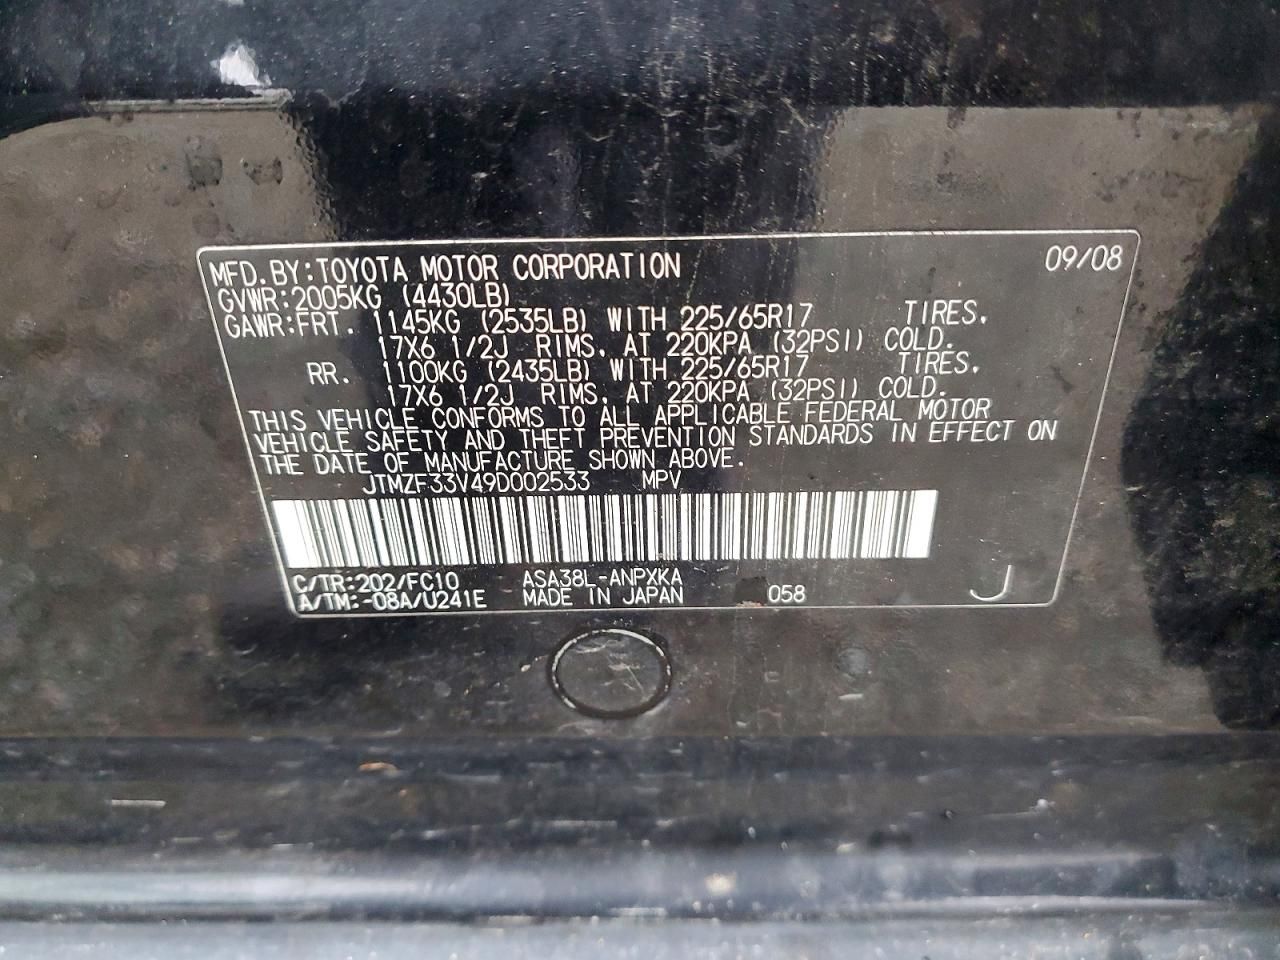 MFD.BY:TOYOTA MOTOR CORPORATION 09/08
GVWR:2005KG (4430LB)
GAWR:FRT. 1145KG (2535LB) WITH 225/65R17 TIRES,
17X6 1/2J RIMS, AT 220KPA (32PSI) COLD.
RR. 1100KG (2435LB) WITH 225/65R17 TIRES,
17X6 1/2J RIMS, AT 220KPA (32PSI) COLD.
THIS VEHICLE CONFORMS TO ALL APPLICABLE FEDERAL MOTOR
VEHICLE SAFETY AND THEFT PREVENTION STANDARDS IN EFFECT ON
THE DATE OF MANUFACTURE SHOWN ABOVE.
JTMZF33V49D002533 MPV
C/TR:202/FC10 ASA38L-ANPXKA
A/TM:-08A/U241E MADE IN JAPAN 058 J